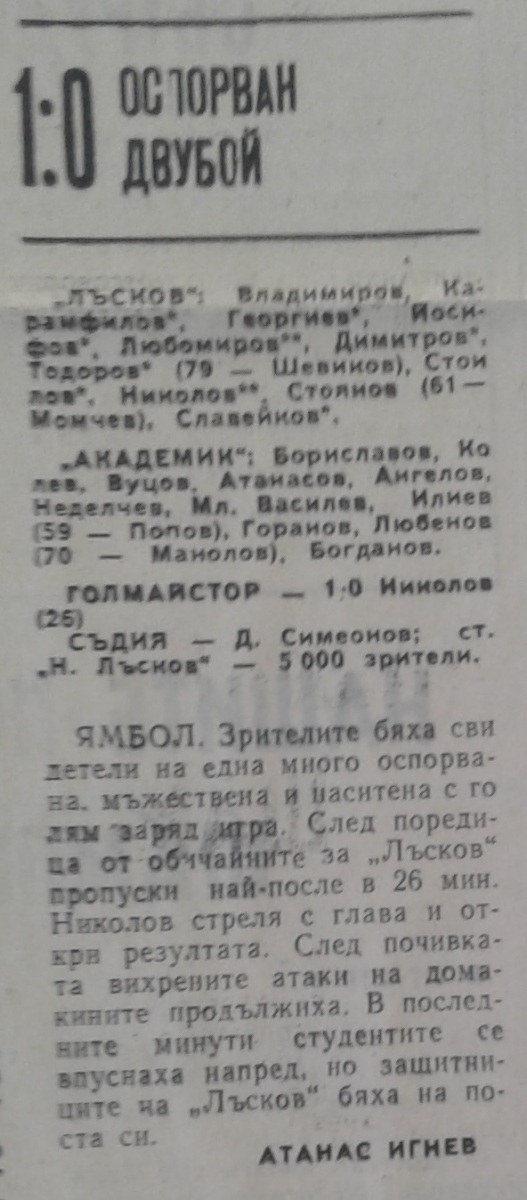 1:0 ОСПОРВАН
ДВУБОЙ
„ЛЪСКОВ“: Владимиров, Ка-
рамфилов*, Георгиев*, Йоси-
фов*, Любомиров**, Димитров*,
Тодоров* (79 — Шевиков), Стои
лов*, Николов**, Стоянов (61 —
Момчев), Славейков*.
„АКАДЕМИК“: Бориславов, Ко
лев, Вуцов, Атанасов, Ангелов,
Неделчев, Мл. Василев, Илиев
(59 — Попов), Горанов, Любенов
(70 — Манолов), Богданов.
ГОЛМАЙСТОР — 1:0 Николов
(26)
СЪДИЯ — Д. Симеонов; ст.
„Н. Лъсков“ — 5 000 зрители.
ЯМБОЛ. Зрителите бяха сви
детели на една много оспорва-
на, мъжествена и наситена с го
лям заряд игра. След пореди-
ца от обичайните за „Лъсков“
пропуски най-после в 26 мин.
Николов стреля с глава и от-
кри резултата. След почивка-
та вихрените атаки на дома-
кините продължиха. В послед-
ните минути студентите се
впуснаха напред, но защитни-
ците на „Лъсков“ бяха на по-
ста си.
АТАНАС ИГНЕВ